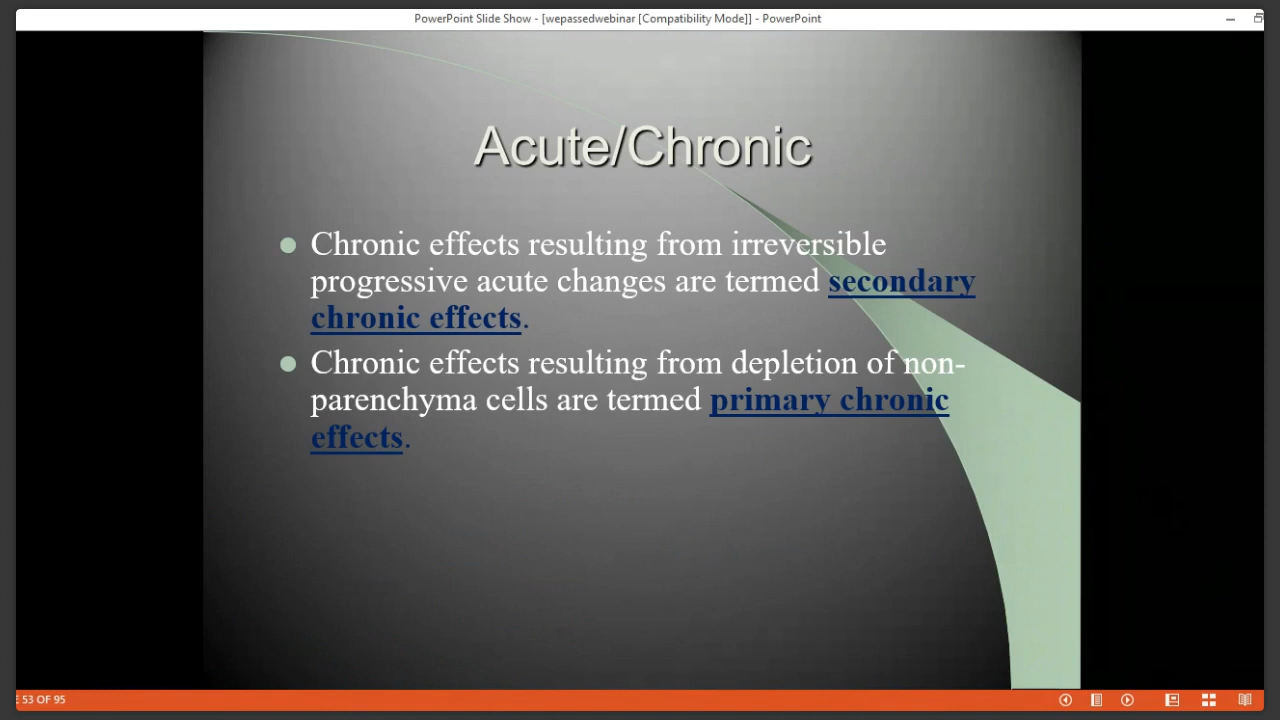 PowerPoint Slide Show - [wepassedwebinar [Compatibility Mode]] - PowerPoint
Acute/Chronic
Chronic effects resulting from irreversible
progressive acute changes are termed secondary
chronic effects.
Chronic effects resulting from depletion of non-
parenchyma cells are termed primary chronic
effects.
E 53 OF 95